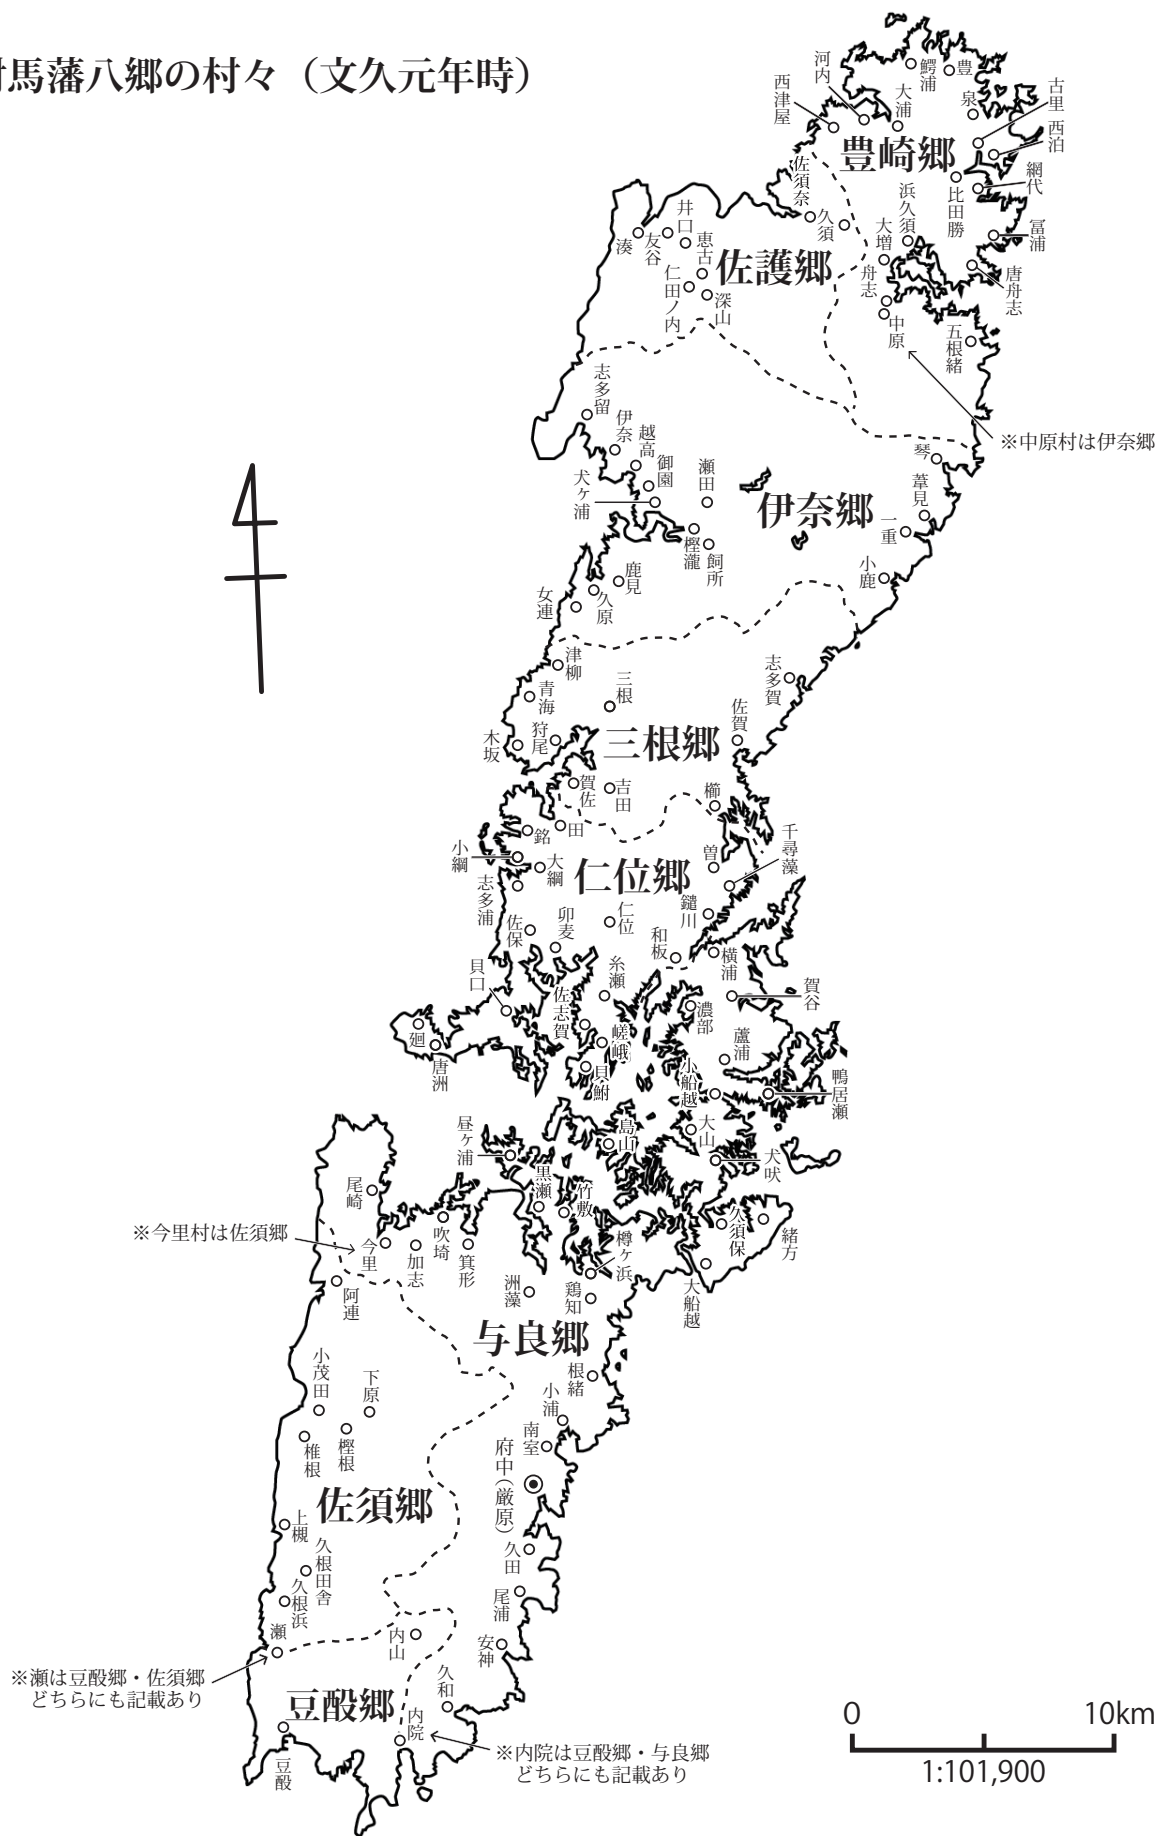 馬藩八郷の村々（文久元年時）
河内
西津屋
大浦
鰐浦
豊
泉
古里
西泊
網代
豊崎郷
比田勝
冨浦
唐舟志
佐須奈
久須
浜久須
大増
舟志
中原
五根緒
※中原村は伊奈郷
井口
湊
友谷
恵古
仁田ノ内
深山
佐護郷
志多留
伊奈
越高
御園
犬ヶ浦
瀬田
樫瀧
飼所
伊奈郷
琴
葦見
一重
小鹿
鹿見
久原
女連
津柳
青海
狩尾
木坂
三根
三根郷
志多賀
佐賀
賀佐
吉田
櫛
銘
田
小綱
大綱
志多浦
仁位郷
曽
千尋藻
鑓川
佐保
卯麦
仁位
和板
横浦
貝口
糸瀬
佐志賀
嵯峨
貝鮒
濃部
賀谷
蘆浦
廻
唐洲
小船越
鴨居瀬
昼ヶ浦
島山
大山
犬吠
黒瀬
竹敷
尾崎
※今里村は佐須郷
今里
加志
吹埼
箕形
樽ヶ浜
久須保
緒方
大船越
阿連
洲藻
鶏知
与良郷
根緒
小浦
南室
府中（厳原）
小茂田
下原
椎根
樫根
佐須郷
上槻
久根田舎
久根浜
瀬
久田
尾浦
安神
内山
久和
※瀬は豆酘郷・佐須郷
どちらにも記載あり
豆酘郷
内院
豆酘
※内院は豆酘郷・与良郷
どちらにも記載あり
0
10km
1:101,900